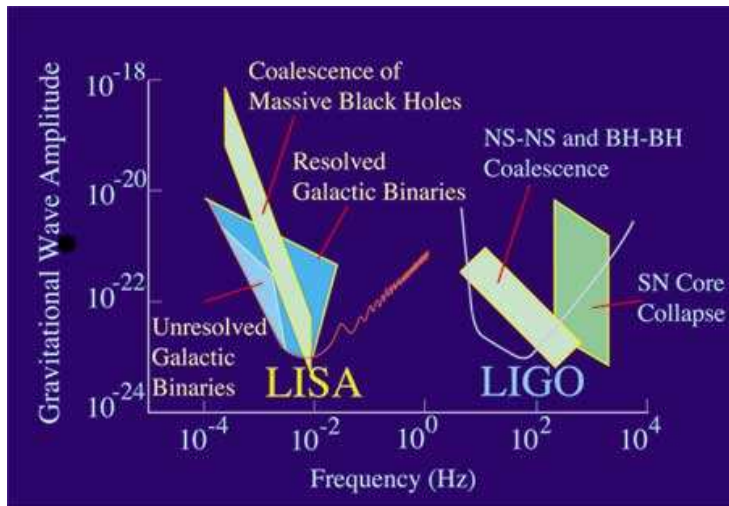 10^-18
10^-20
10^-22
10^-24
Gravitational Wave Amplitude
Coalescence of
Massive Black Holes
Resolved
Galactic Binaries
NS-NS and BH-BH
Coalescence
SN Core
Collapse
Unresolved
Galactic
Binaries
LISA
LIGO
10^-4
10^-2
10^0
10^2
10^4
Frequency (Hz)